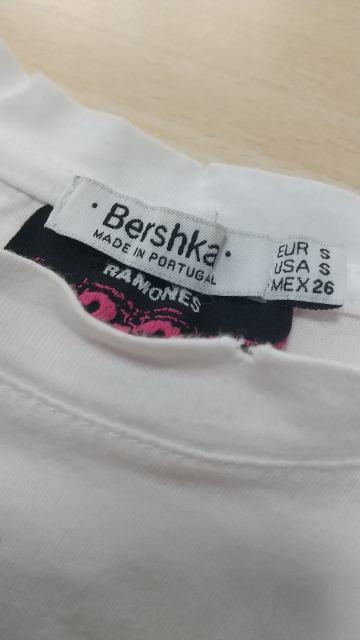 · Bershka ·
MADE IN PORTUGAL
EUR S
USA S
MEX 26
RAMONES